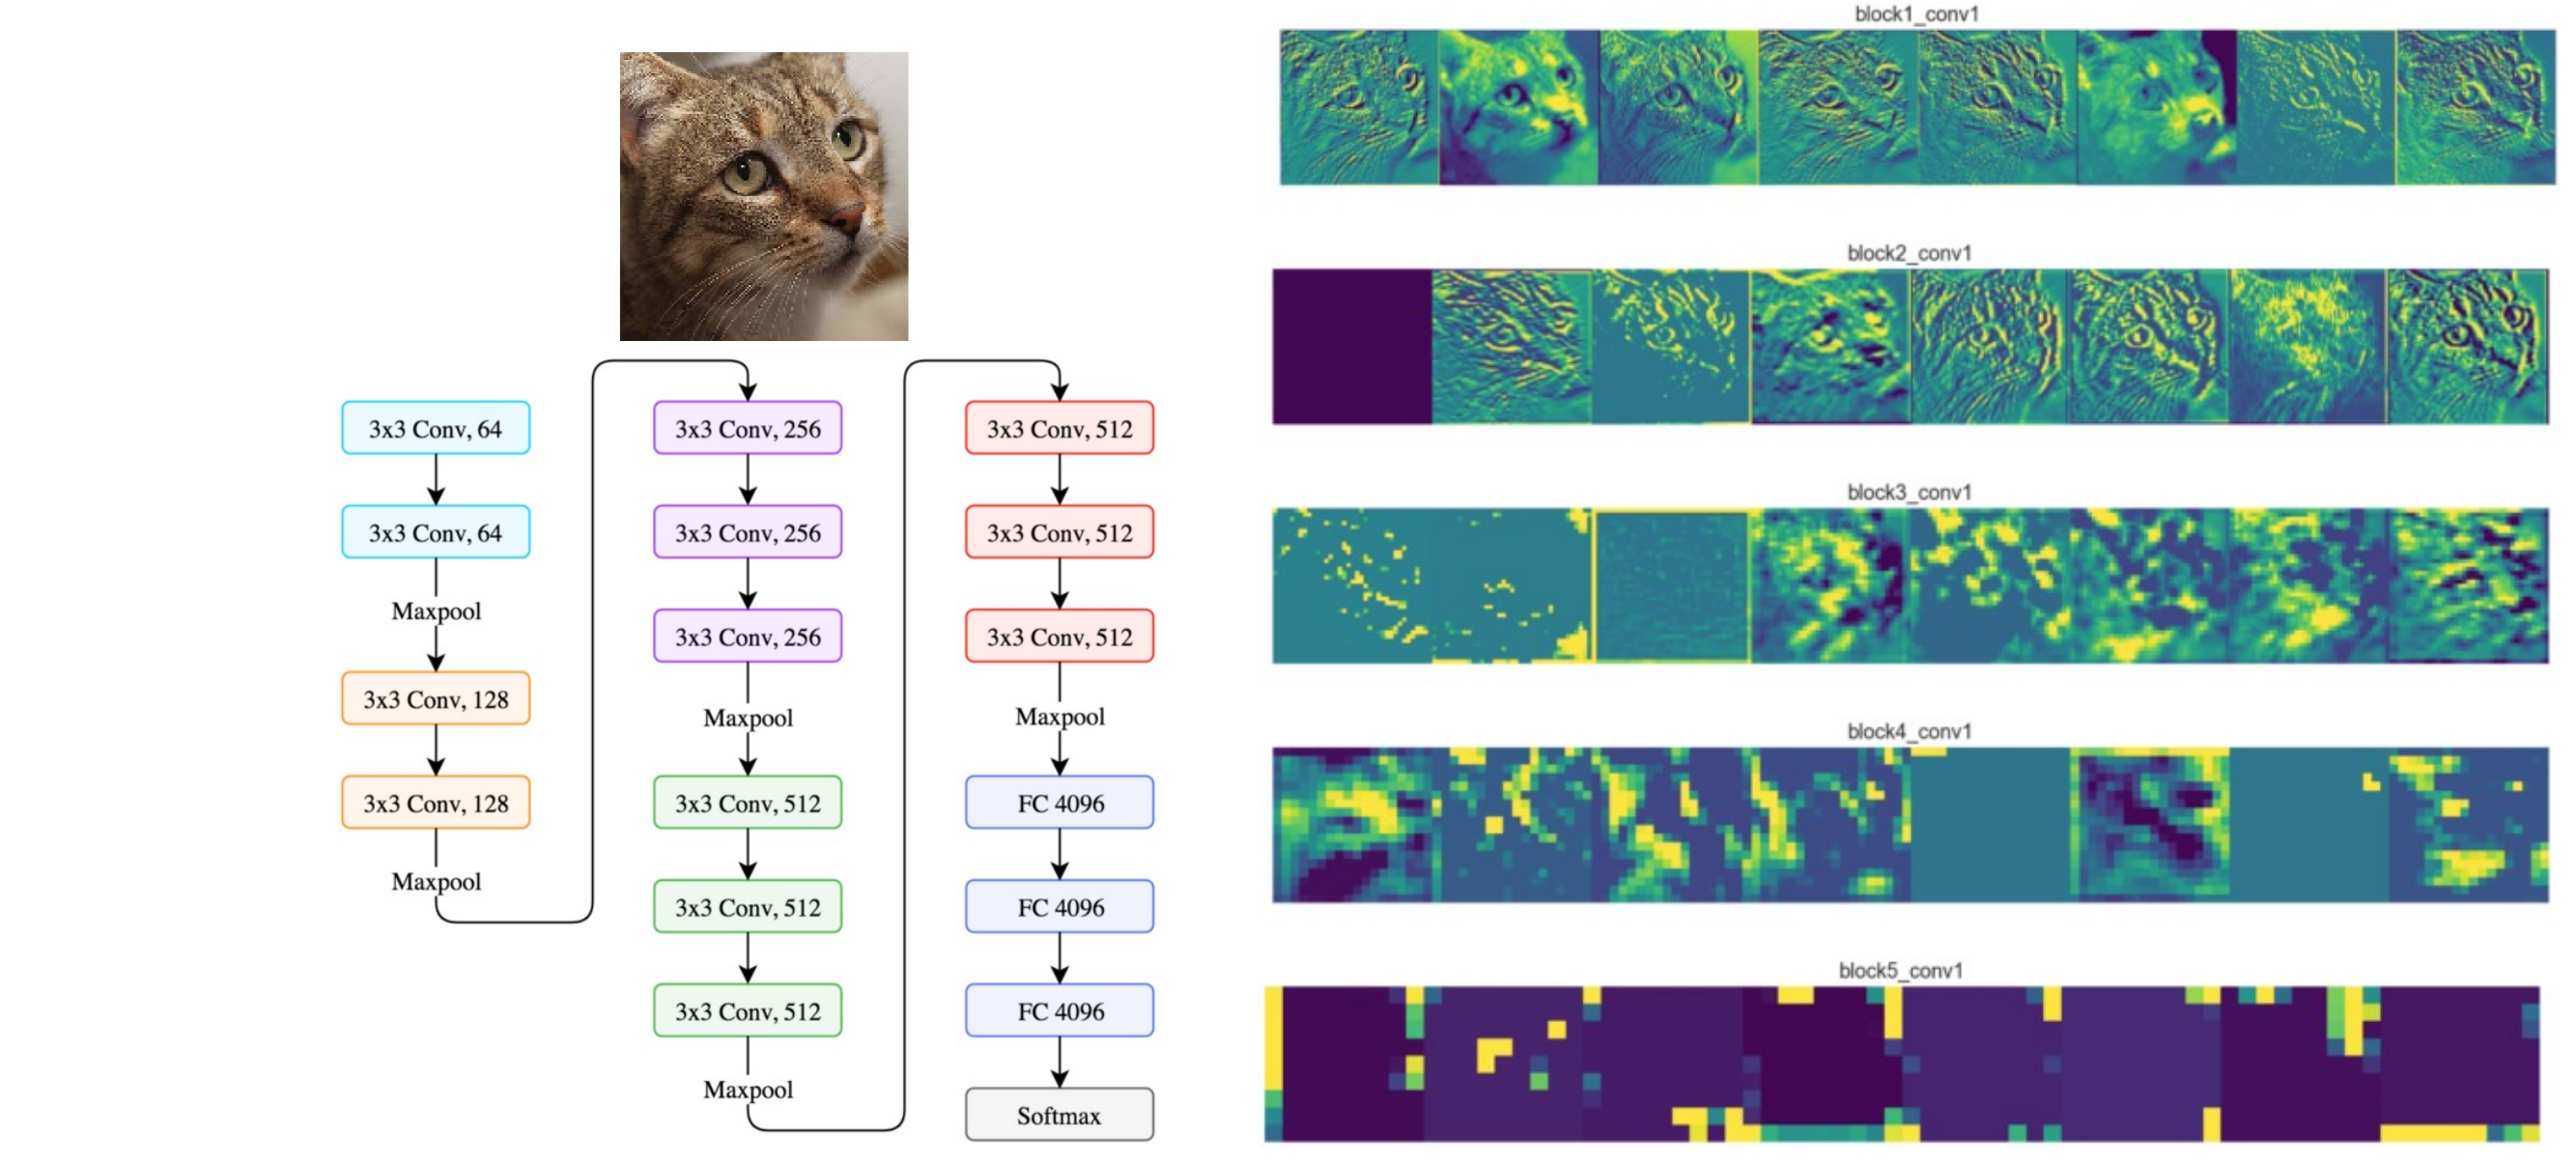 3x3 Conv, 64
3x3 Conv, 64
Maxpool
3x3 Conv, 128
3x3 Conv, 128
Maxpool
3x3 Conv, 256
3x3 Conv, 256
3x3 Conv, 256
Maxpool
3x3 Conv, 512
3x3 Conv, 512
3x3 Conv, 512
Maxpool
3x3 Conv, 512
3x3 Conv, 512
3x3 Conv, 512
Maxpool
FC 4096
FC 4096
FC 4096
Softmax
block1_conv1
block2_conv1
block3_conv1
block4_conv1
block5_conv1